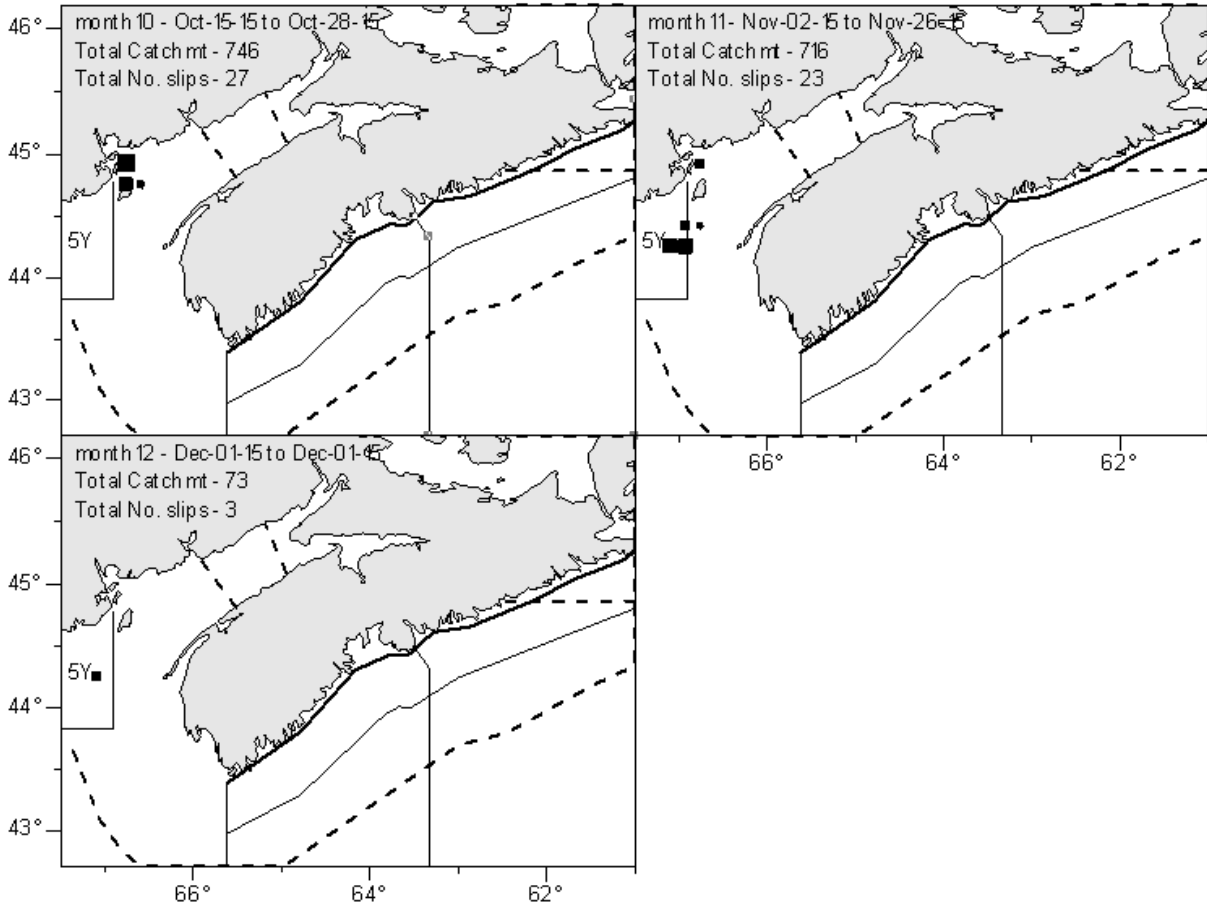 month 10 - Oct-15-15 to Oct-28-15
Total Catch mt - 746
Total No. slips - 27
month 11- Nov-02-15 to Nov-26-15
Total Catch mt - 716
Total No. slips - 23
46°
45°
44°
43°
5Y
5Y
66°
64°
62°
month 12 - Dec-01-15 to Dec-01-15
Total Catch mt - 73
Total No. slips - 3
46°
45°
44°
43°
5Y
66°
64°
62°